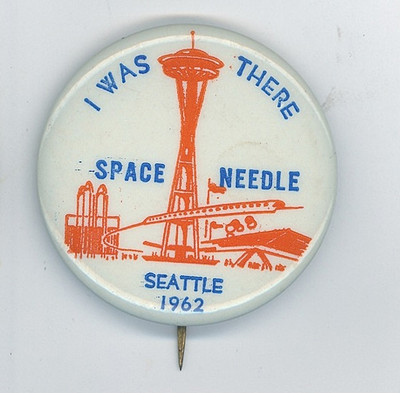 I WAS THERE
SPACE NEEDLE
SEATTLE
1962